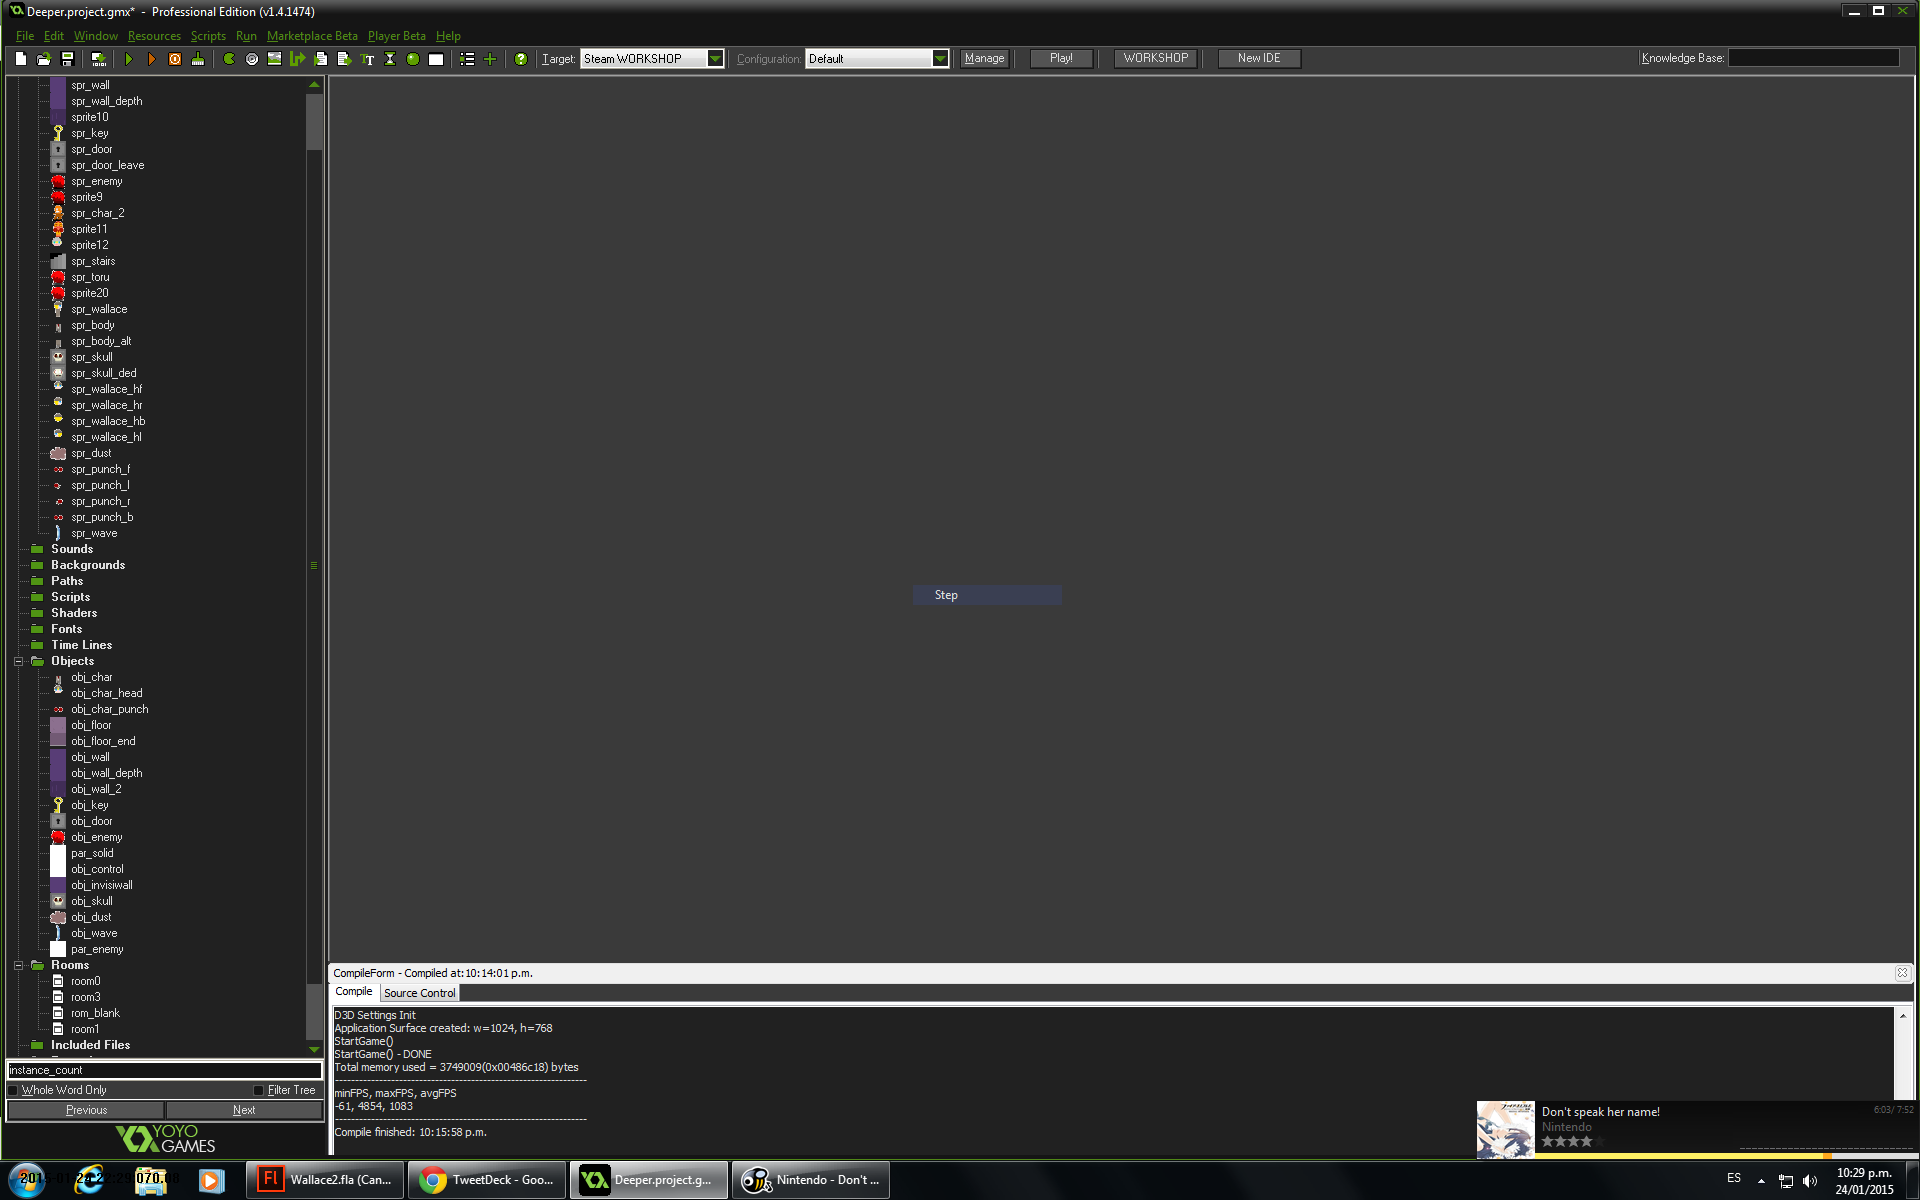 Deeper.project.gmx* - Professional Edition (v1.4.1474)
File Edit Window Resources Scripts Run Marketplace Beta Player Beta Help
Target: Steam WORKSHOP Configuration: Default Manage Play! WORKSHOP New IDE Knowledge Base:
spr_wall
spr_wall_depth
sprite10
spr_key
spr_door
spr_door_leave
spr_enemy
sprite9
spr_char_2
sprite11
sprite12
spr_stairs
spr_toru
sprite20
spr_wallace
spr_body
spr_body_alt
spr_skull
spr_skull_ded
spr_wallace_hf
spr_wallace_hr
spr_wallace_hb
spr_wallace_hl
spr_dust
spr_punch_f
spr_punch_l
spr_punch_r
spr_punch_b
spr_wave
Sounds
Backgrounds
Paths
Scripts
Shaders
Fonts
Time Lines
Objects
obj_char
obj_char_head
obj_char_punch
obj_floor
obj_floor_end
obj_wall
obj_wall_depth
obj_wall_2
obj_key
obj_door
obj_enemy
par_solid
obj_control
obj_invisiwall
obj_skull
obj_dust
obj_wave
par_enemy
Rooms
room0
room3
rom_blank
room1
Included Files
instance_count
Whole Word Only Filter Tree
Previous Next
YOYO
GAMES
Step
CompileForm - Compiled at:10:14:01 p.m.
Compile Source Control
D3D Settings Init
Application Surface created: w=1024, h=768
StartGame()
StartGame() - DONE
Total memory used = 3749009(0x00486c18) bytes
minFPS, maxFPS, avgFPS
-61, 4854, 1083
Compile finished: 10:15:58 p.m.
Don't speak her name! 6:03/ 7:52
Nintendo
Wallace2.fla (Can... TweetDeck - Goo... Deeper.project.g... Nintendo - Don't ...
ES 10:29 p.m.
24/01/2015